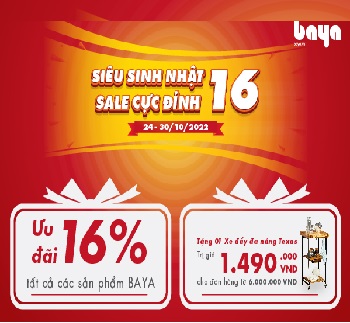 baya
SIÊU SINH NHẬT
SALE CỰC ĐỈNH
16
24 - 30/10/2022
Ưu
đãi 16%
tất cả các sản phẩm BAYA
Tặng 01 Xe đẩy đa năng Texas
Trị giá 1.490.000
VND
cho đơn hàng từ 6.000.000 VND